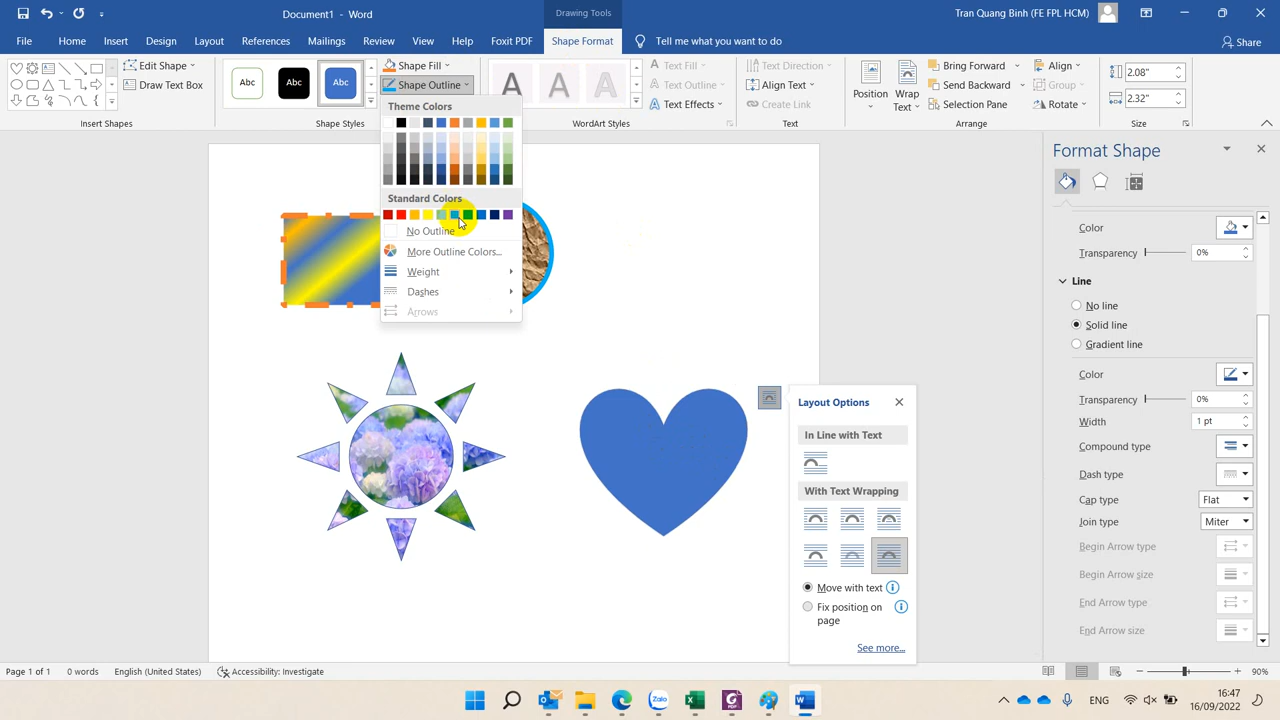 Document1 - Word
Drawing Tools
Tran Quang Binh (FE FPL HCM)
File Home Insert Design Layout References Mailings Review View Help Foxit PDF Shape Format Tell me what you want to do Share
Edit Shape
Draw Text Box
Insert Shapes
Abc Abc Abc
Shape Styles
Shape Fill
Shape Outline
A A A
WordArt Styles
Text Fill
Text Outline
Text Effects
Text Direction
Align Text
Create Link
Text
Position
Wrap
Text
Bring Forward
Send Backward
Selection Pane
Align
Group
Rotate
Arrange
2.08"
2.32"
Size
Theme Colors
Standard Colors
No Outline
More Outline Colors...
Weight
Dashes
Arrows
Layout Options
In Line with Text
With Text Wrapping
Move with text
Fix position on
page
See more...
Format Shape
Color
Transparency 0%
Line
No line
Solid line
Gradient line
Color
Transparency 0%
Width 1 pt
Compound type
Dash type
Cap type Flat
Join type Miter
Begin Arrow type
Begin Arrow size
End Arrow type
End Arrow size
Page 1 of 1 0 words English (United States) Accessibility: Investigate 90%
Zalo
ENG
16:47
16/09/2022